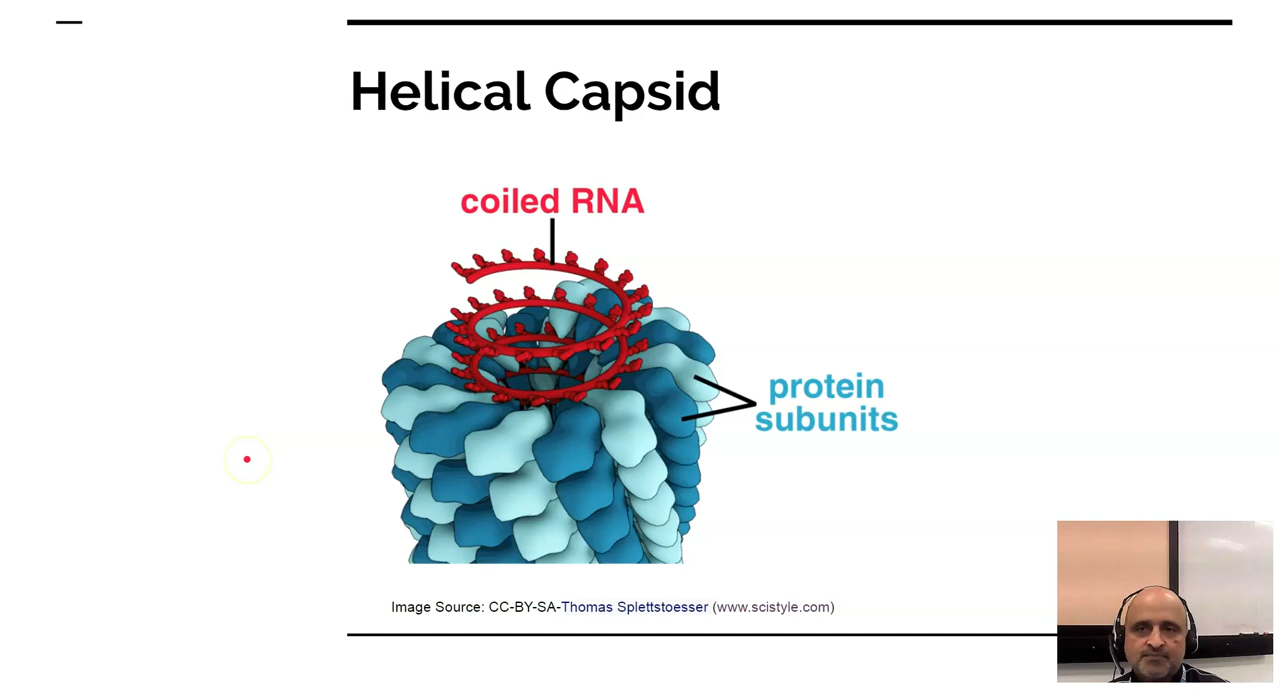 Helical Capsid
coiled RNA
protein
subunits
Image Source: CC-BY-SA-Thomas Splettstoesser (www.scistyle.com)